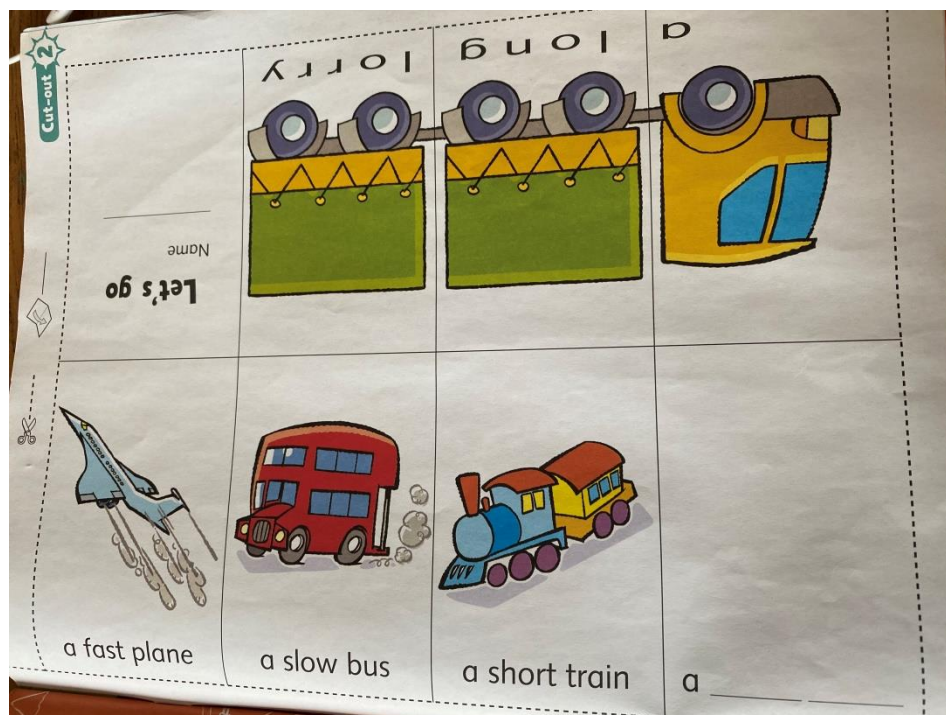 Cut-out 2
a long lorry
Name
Let's go
a fast plane
a slow bus
a short train
a